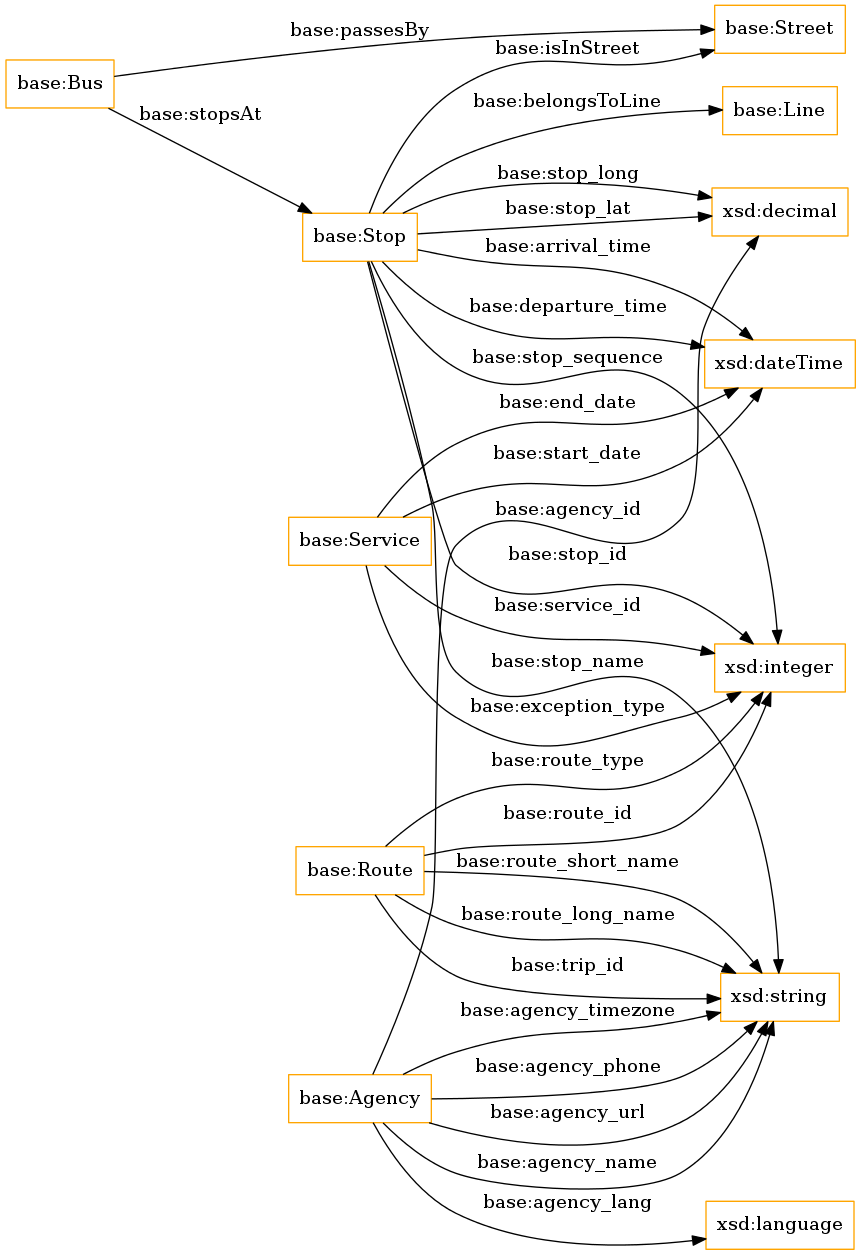 base:passesBy
base:Street
base:isInStreet
base:Bus
base:belongsToLine
base:Line
base:stopsAt
base:stop_long
base:stop_lat
xsd:decimal
base:Stop
base:arrival_time
base:departure_time
base:stop_sequence
xsd:dateTime
base:end_date
base:start_date
base:agency_id
base:Service
base:stop_id
base:service_id
base:stop_name
xsd:integer
base:exception_type
base:route_type
base:route_id
base:route_short_name
base:Route
base:route_long_name
base:trip_id
xsd:string
base:agency_timezone
base:agency_phone
base:Agency
base:agency_url
base:agency_name
base:agency_lang
xsd:language